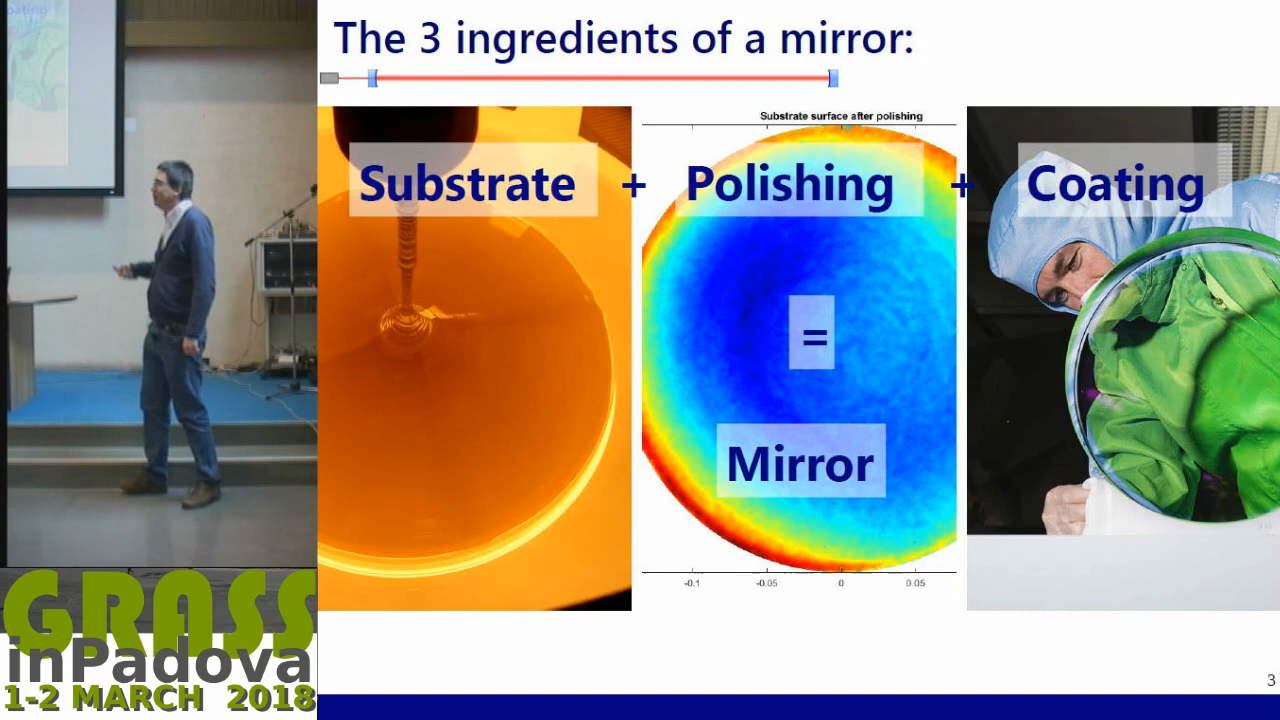 oating
The 3 ingredients of a mirror:
Substrate surface after polishing
Substrate + Polishing + Coating
=
Mirror
-0.1 -0.05 0 0.05
3
GRASS
inPadova
1-2 MARCH 2018